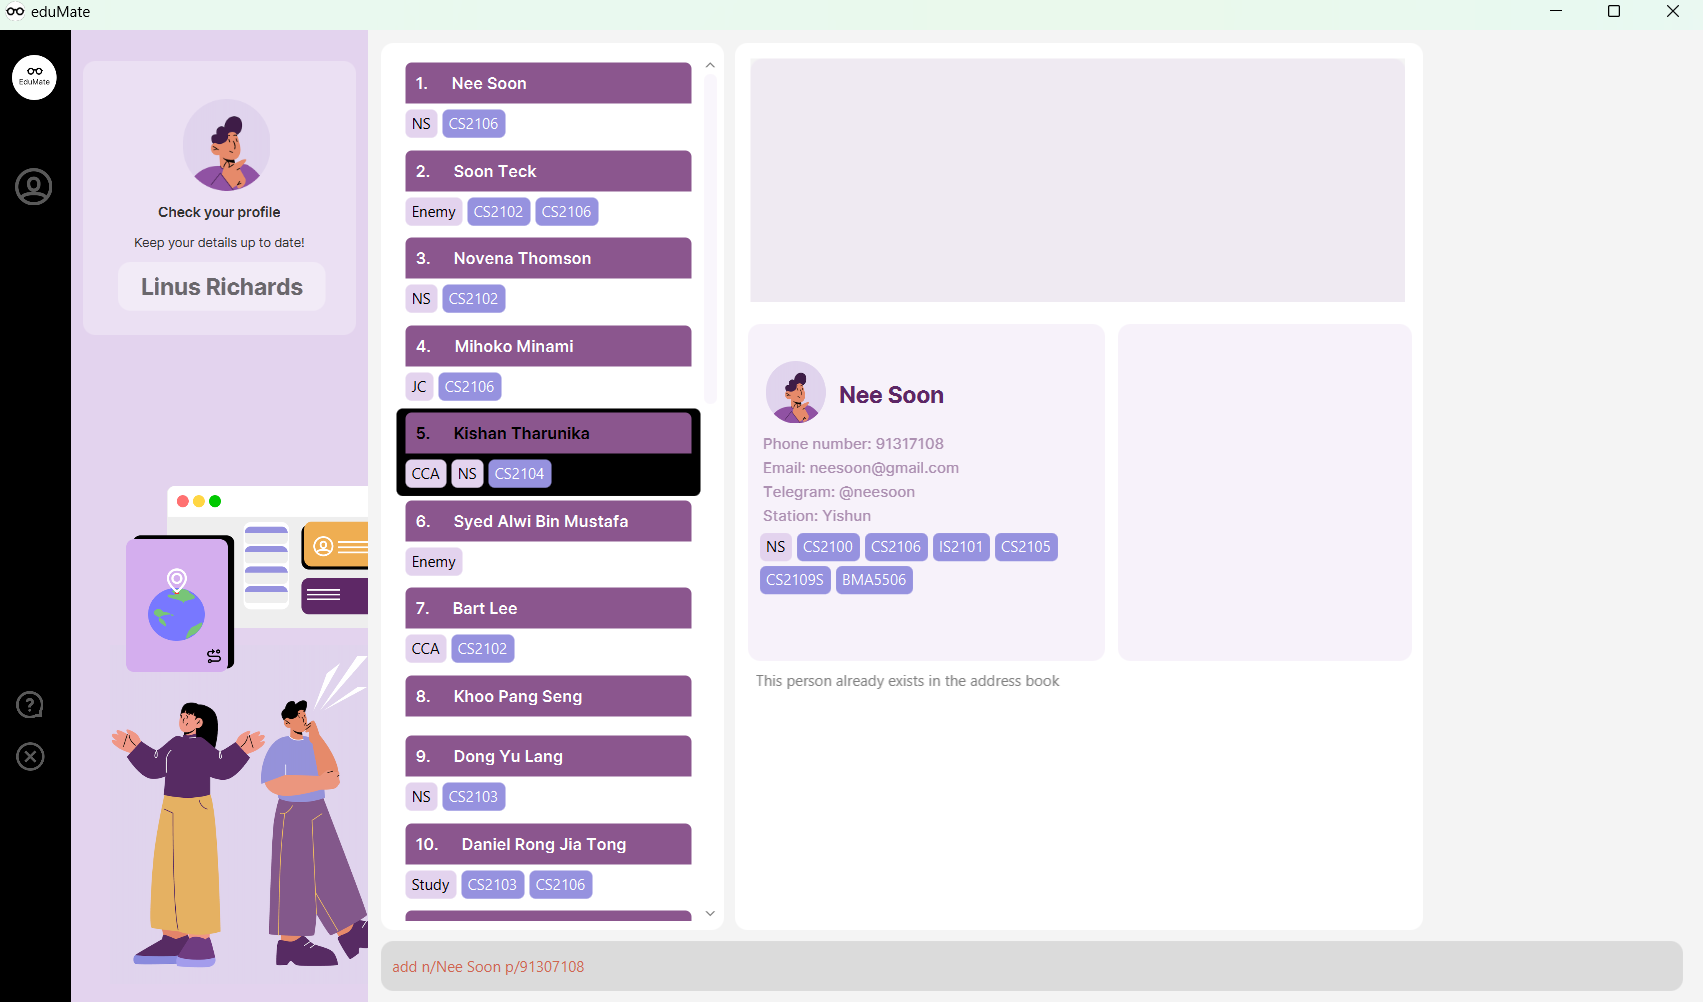 eduMate
EduMate
Check your profile
Keep your details up to date!
Linus Richards
1. Nee Soon
NS CS2106
2. Soon Teck
Enemy CS2102 CS2106
3. Novena Thomson
NS CS2102
4. Mihoko Minami
JC CS2106
5. Kishan Tharunika
CCA NS CS2104
6. Syed Alwi Bin Mustafa
Enemy
7. Bart Lee
CCA CS2102
8. Khoo Pang Seng
9. Dong Yu Lang
NS CS2103
10. Daniel Rong Jia Tong
Study CS2103 CS2106
Nee Soon
Phone number: 91317108
Email: neesoon@gmail.com
Telegram: @neesoon
Station: Yishun
NS CS2100 CS2106 IS2101 CS2105
CS2109S BMA5506
This person already exists in the address book
add n/Nee Soon p/91307108